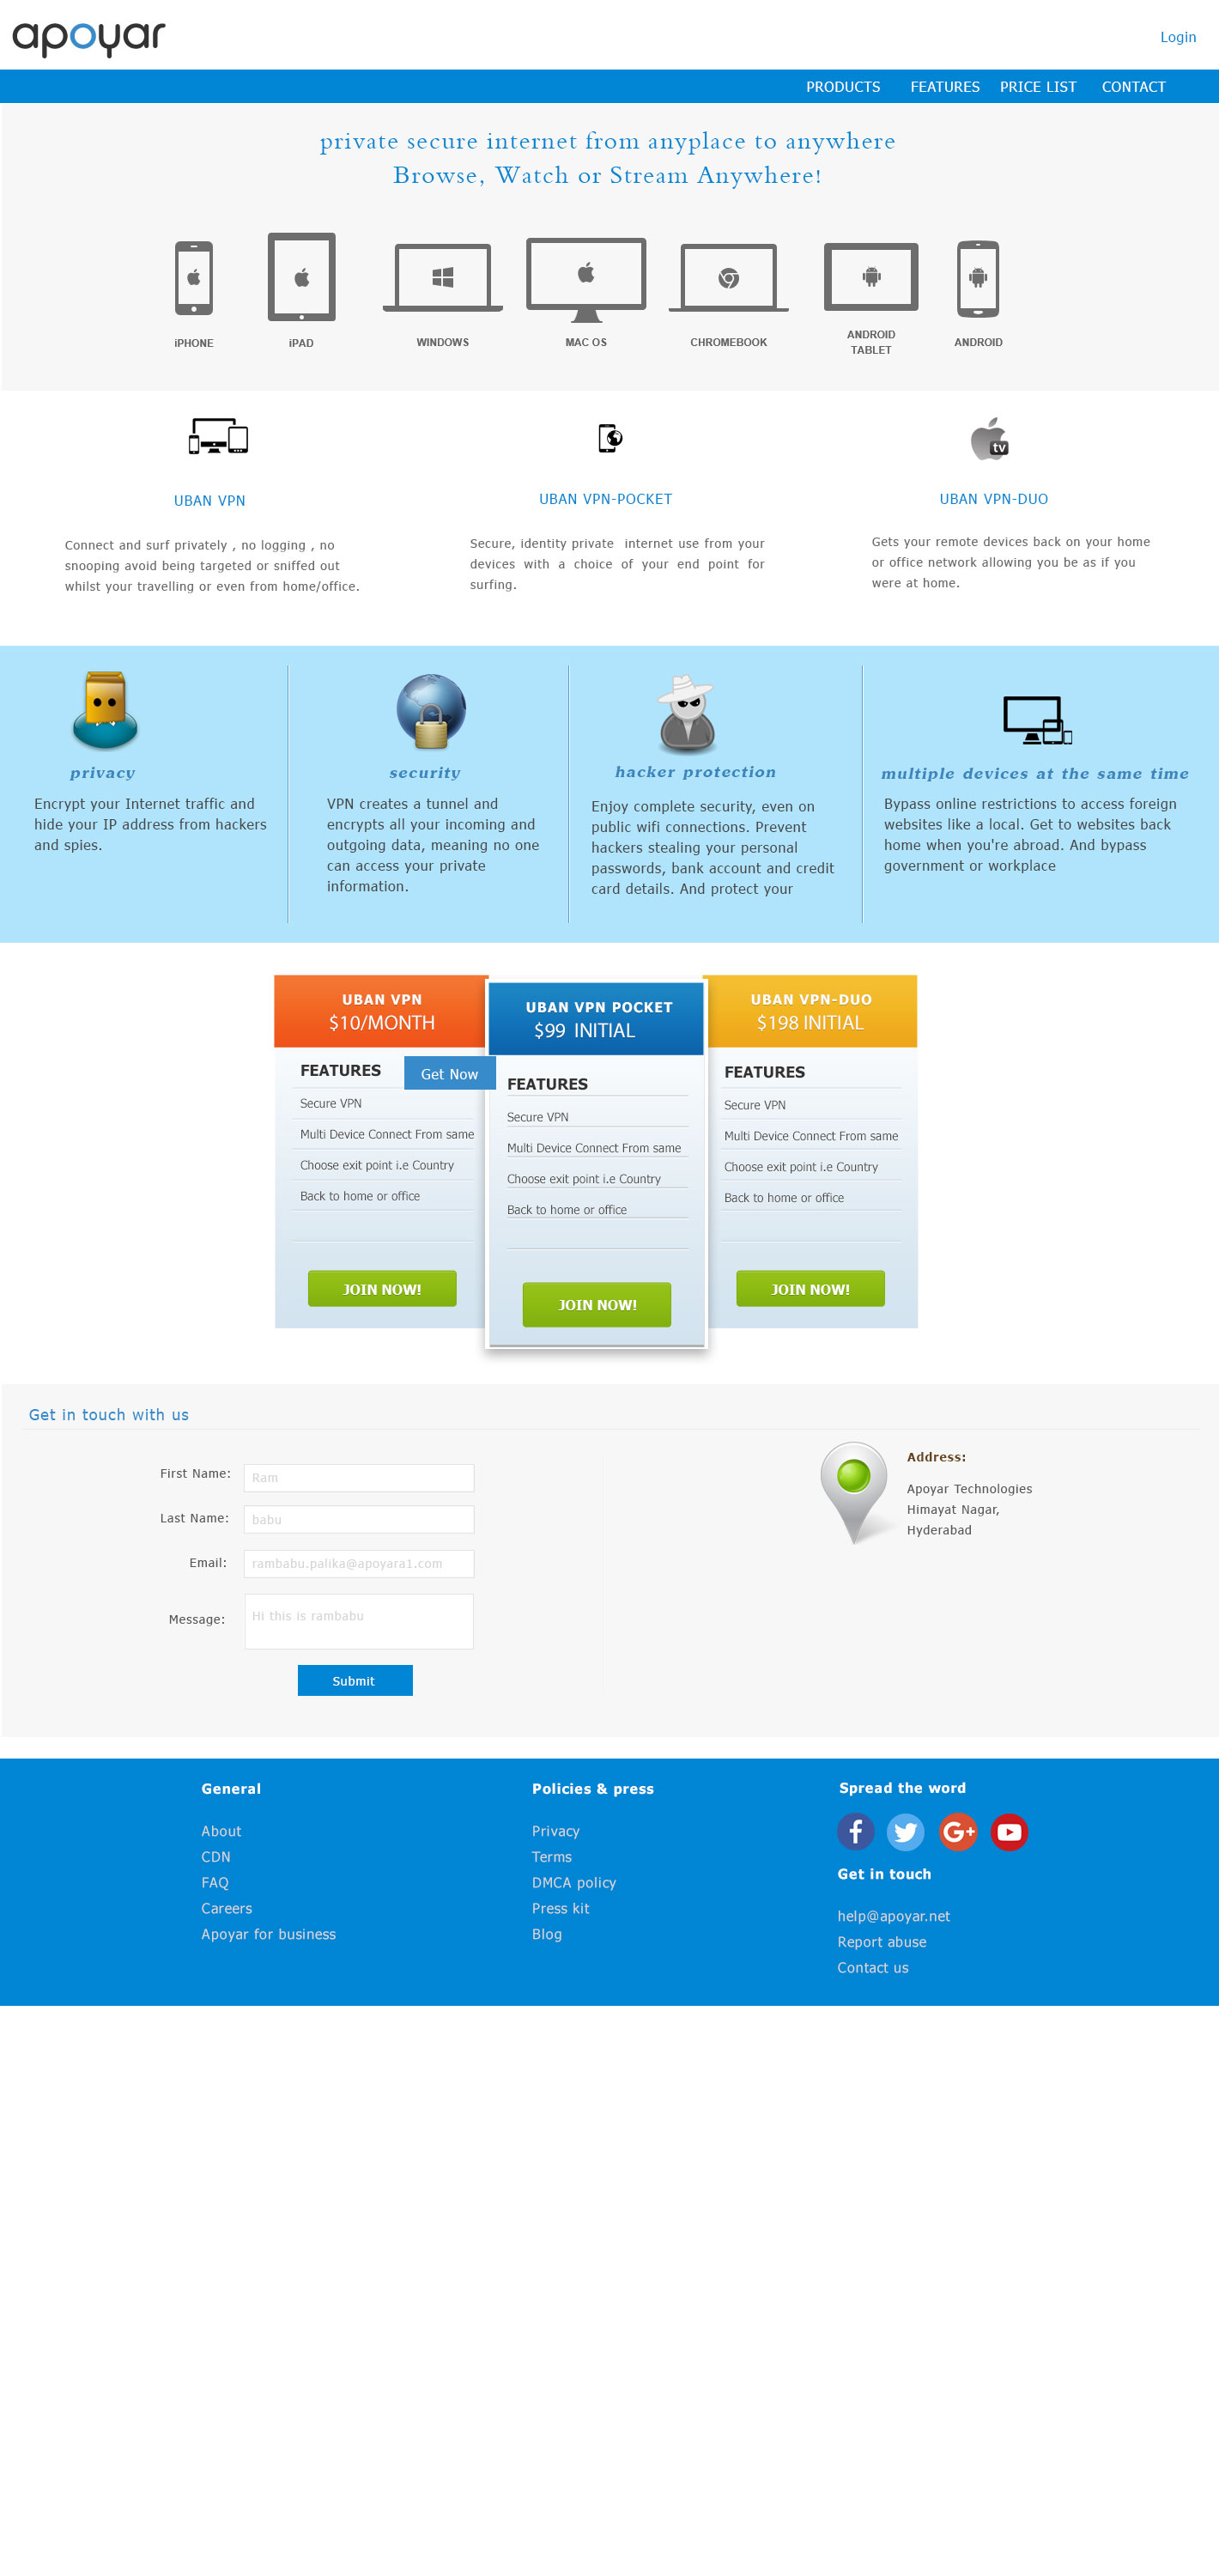 apoyar
Login
PRODUCTS FEATURES PRICE LIST CONTACT
private secure internet from anyplace to anywhere
Browse, Watch or Stream Anywhere!
iPHONE
iPAD
WINDOWS
MAC OS
CHROMEBOOK
ANDROID
TABLET
ANDROID
tv
UBAN VPN
Connect and surf privately , no logging , no
snooping avoid being targeted or sniffed out
whilst your travelling or even from home/office.
UBAN VPN-POCKET
Secure, identity private internet use from your
devices with a choice of your end point for
surfing.
UBAN VPN-DUO
Gets your remote devices back on your home
or office network allowing you be as if you
were at home.
privacy
Encrypt your Internet traffic and
hide your IP address from hackers
and spies.
security
VPN creates a tunnel and
encrypts all your incoming and
outgoing data, meaning no one
can access your private
information.
hacker protection
Enjoy complete security, even on
public wifi connections. Prevent
hackers stealing your personal
passwords, bank account and credit
card details. And protect your
multiple devices at the same time
Bypass online restrictions to access foreign
websites like a local. Get to websites back
home when you're abroad. And bypass
government or workplace
UBAN VPN
$10/MONTH
FEATURES
Get Now
Secure VPN
Multi Device Connect From same
Choose exit point i.e Country
Back to home or office
JOIN NOW!
UBAN VPN POCKET
$99 INITIAL
FEATURES
Secure VPN
Multi Device Connect From same
Choose exit point i.e Country
Back to home or office
JOIN NOW!
UBAN VPN-DUO
$198 INITIAL
FEATURES
Secure VPN
Multi Device Connect From same
Choose exit point i.e Country
Back to home or office
JOIN NOW!
Get in touch with us
First Name: Ram
Last Name: babu
Email: rambabu.palika@apoyara1.com
Message: Hi this is rambabu
Submit
Address:
Apoyar Technologies
Himayat Nagar,
Hyderabad
General
About
CDN
FAQ
Careers
Apoyar for business
Policies & press
Privacy
Terms
DMCA policy
Press kit
Blog
Spread the word
f G+
Get in touch
help@apoyar.net
Report abuse
Contact us